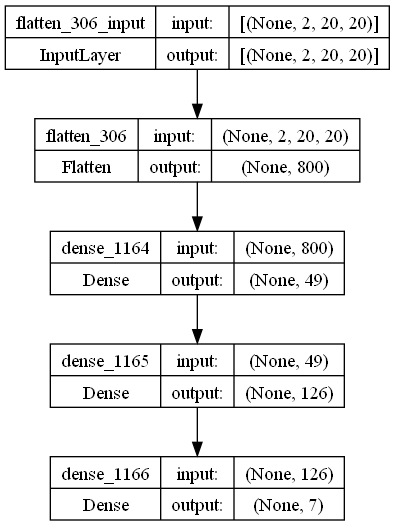 flatten_306_input input: [(None, 2, 20, 20)]
InputLayer output: [(None, 2, 20, 20)]
flatten_306 input: (None, 2, 20, 20)
Flatten output: (None, 800)
dense_1164 input: (None, 800)
Dense output: (None, 49)
dense_1165 input: (None, 49)
Dense output: (None, 126)
dense_1166 input: (None, 126)
Dense output: (None, 7)